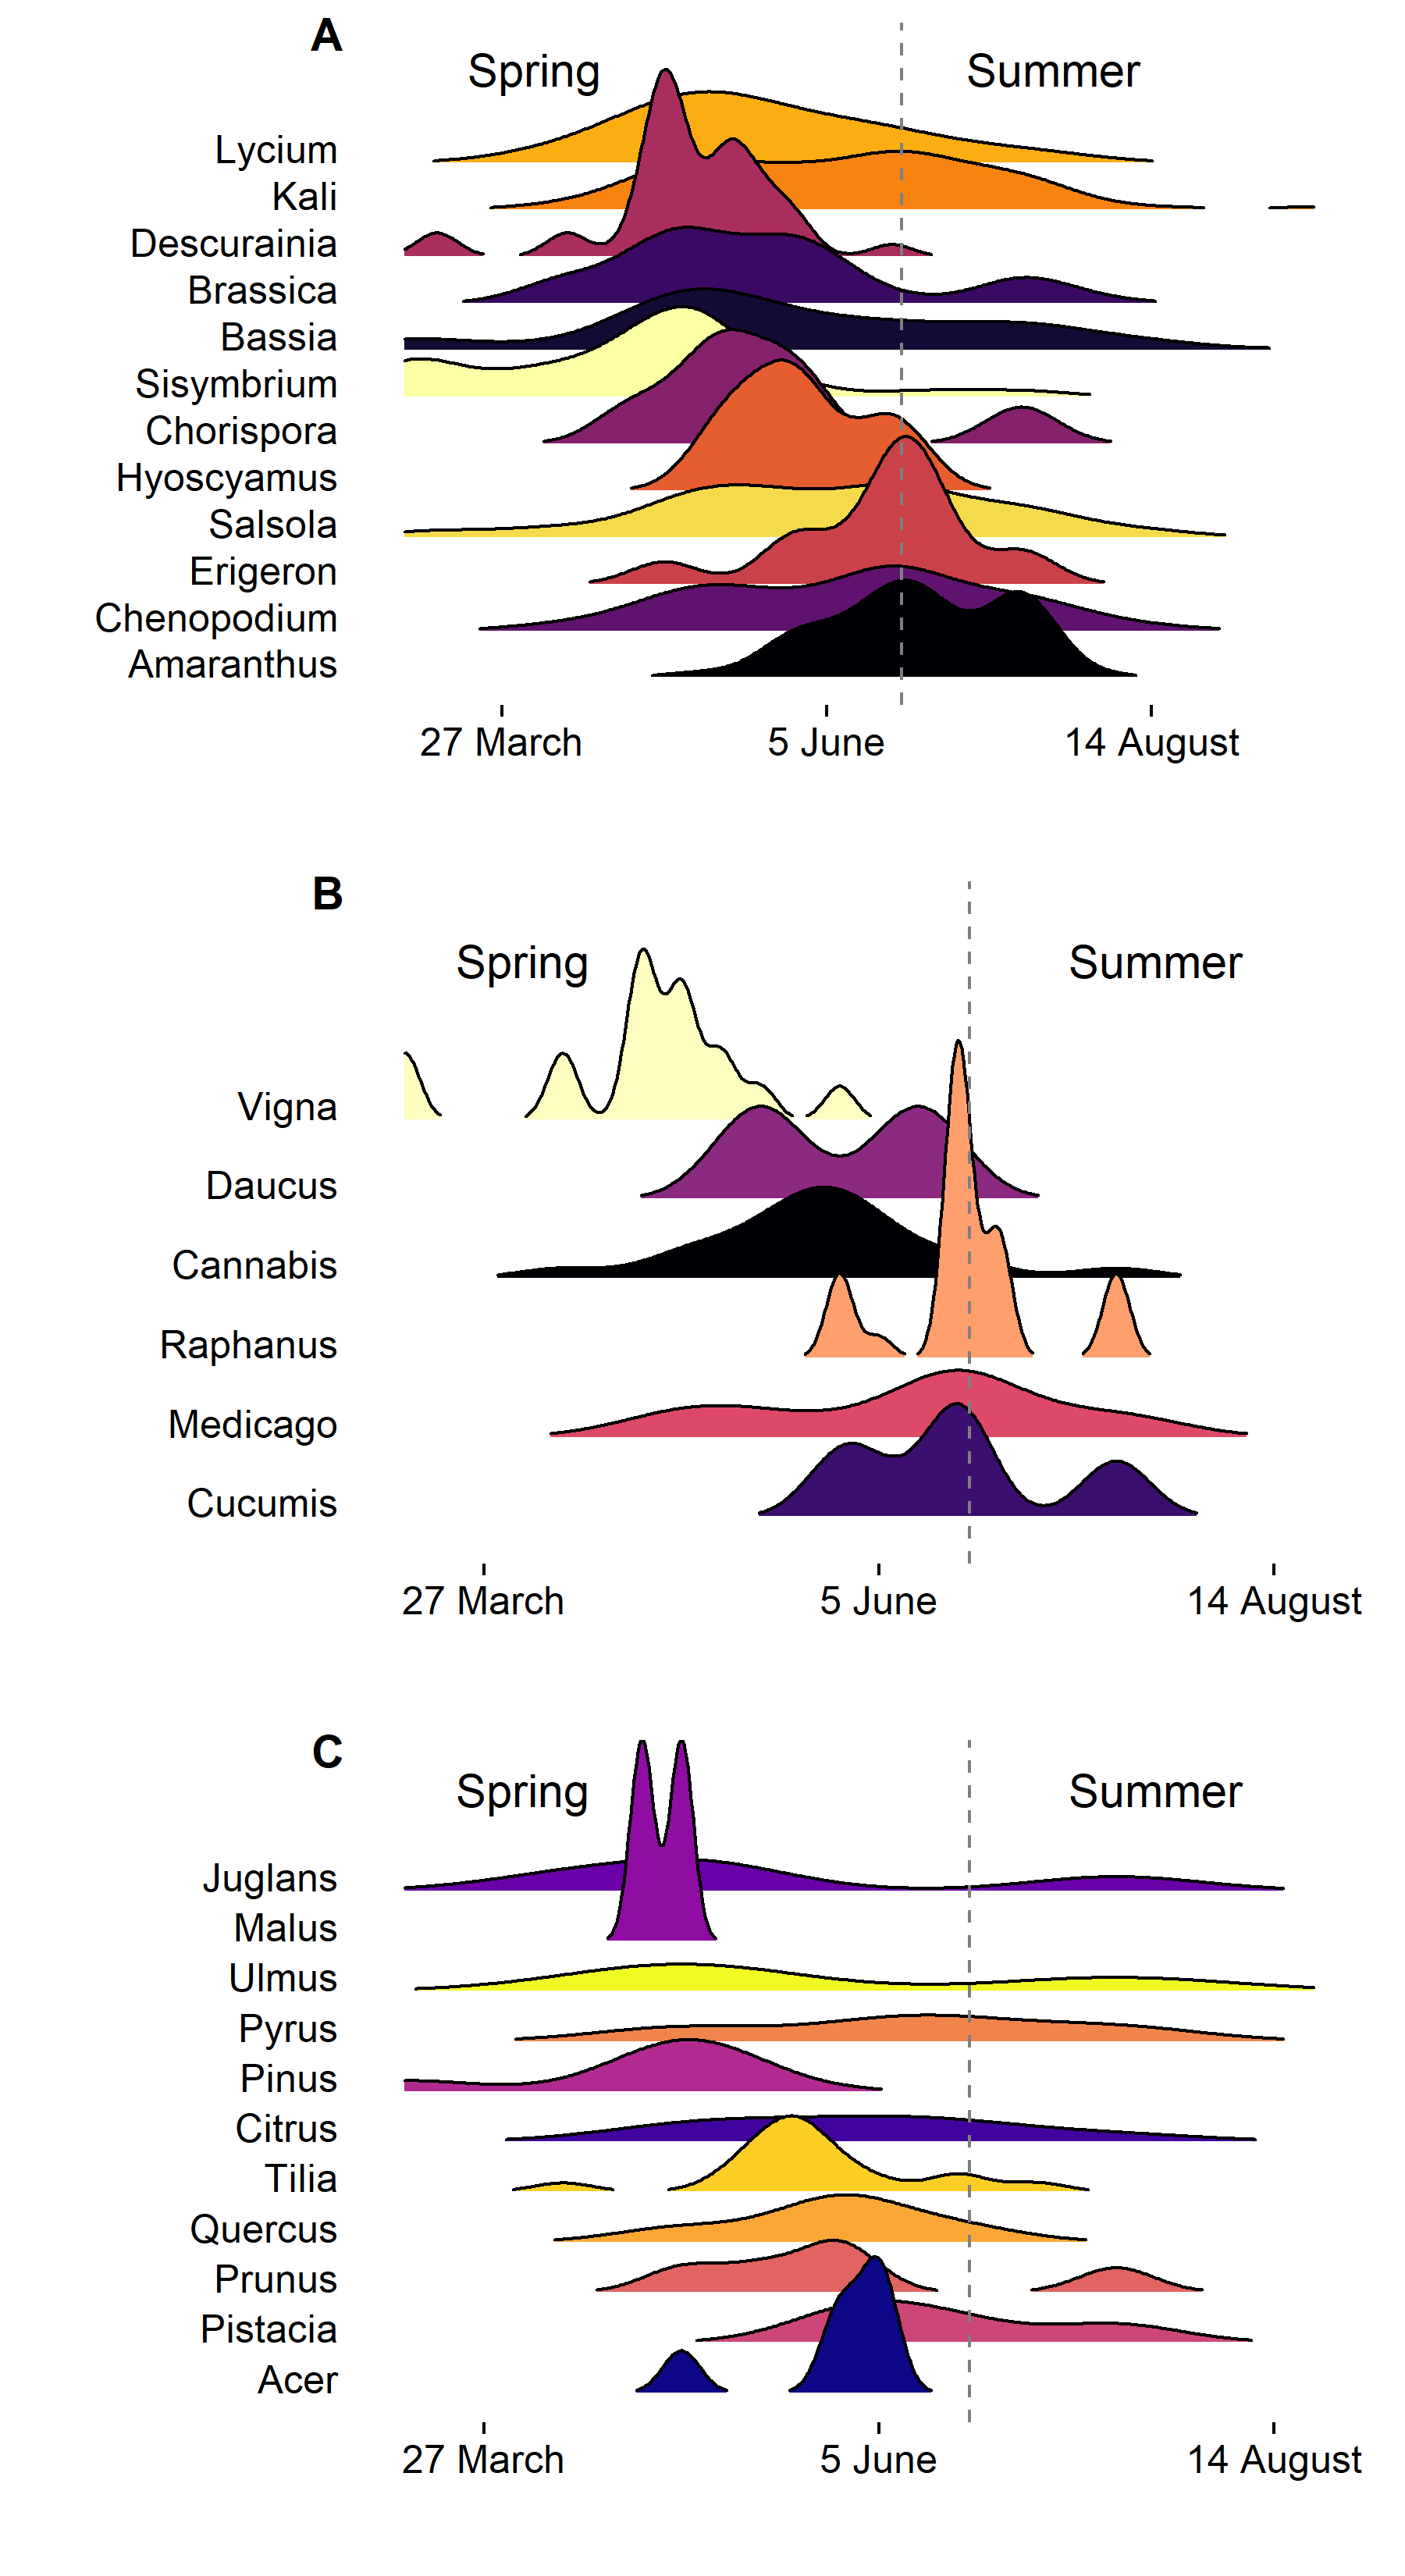 A
Spring Summer
Lycium
Kali
Descurainia
Brassica
Bassia
Sisymbrium
Chorispora
Hyoscyamus
Salsola
Erigeron
Chenopodium
Amaranthus
27 March 5 June 14 August
B
Spring Summer
Vigna
Daucus
Cannabis
Raphanus
Medicago
Cucumis
27 March 5 June 14 August
C
Spring Summer
Juglans
Malus
Ulmus
Pyrus
Pinus
Citrus
Tilia
Quercus
Prunus
Pistacia
Acer
27 March 5 June 14 August